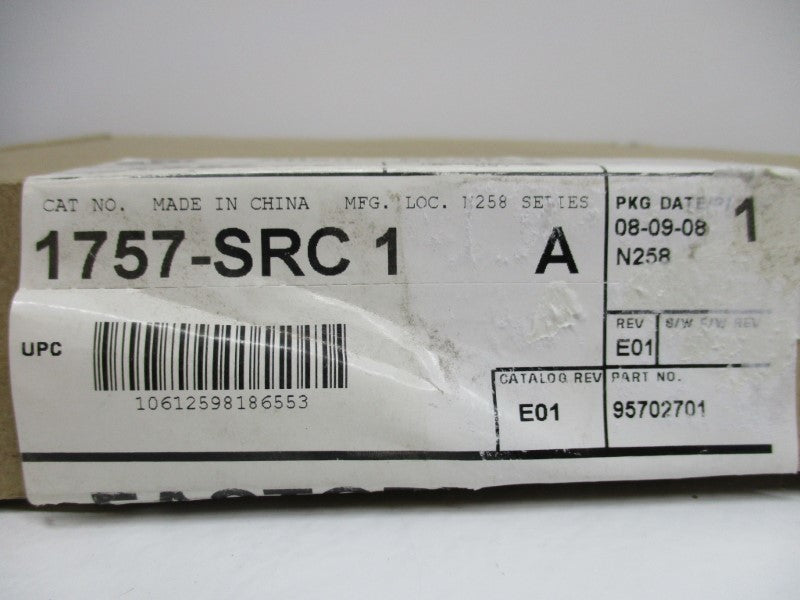 CAT NO. MADE IN CHINA MFG. LOC. N258 SERIES
1757-SRC 1 A
PKG DATE
08-09-08 1
N258
UPC
10612598186553
REV S/W F/W REV
E01
CATALOG REV PART NO.
E01 95702701